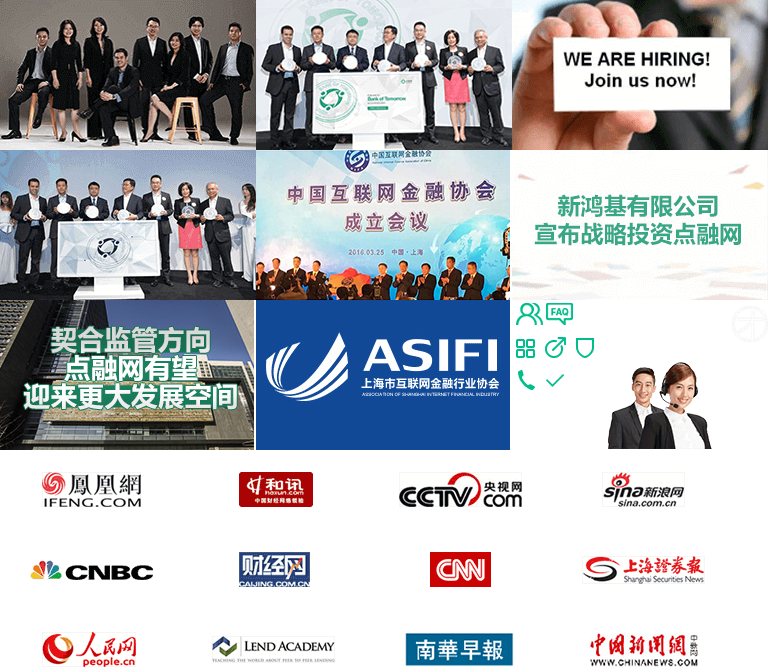 Bank of Tomorrow
WE ARE HIRING!
Join us now!
中国互联网金融协会
中国互联网金融协会
成立会议
2016.03.25 中国·上海
新鸿基有限公司
宣布战略投资点融网
契合监管方向
点融网有望
迎来更大发展空间
ASIFI
上海市互联网金融行业协会
ASSOCIATION OF SHANGHAI INTERNET FINANCIAL INDUSTRY
FAQ
鳳凰網
IFENG.COM
和讯
hexun.com
中国财经网络领袖
CCTV 央视网
com
sina 新浪网
sina.com.cn
CNBC
财经网
CAIJING.COM.CN
CNN
上海證券報
Shanghai Securities News
人民网
people.cn
LEND ACADEMY
TEACHING THE WORLD ABOUT PEER TO PEER LENDING
南華早報
中國新聞網
WWW.CHINANEWS.COM